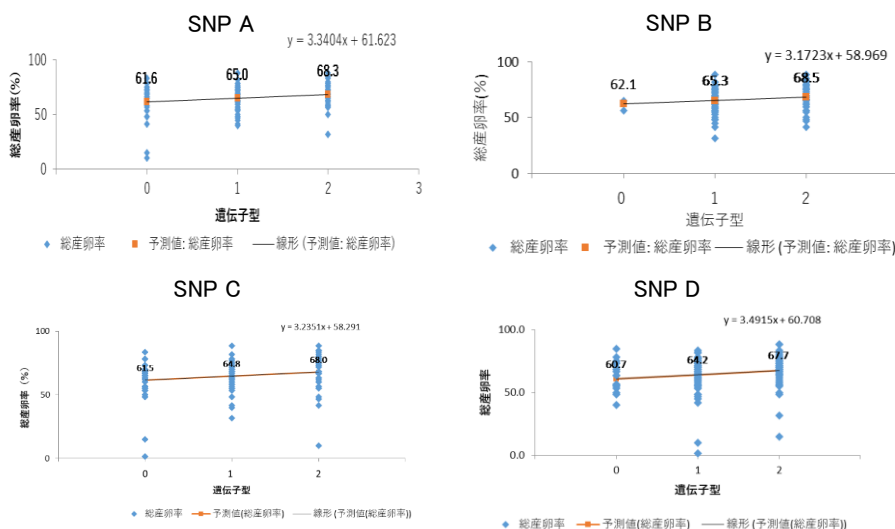 SNP A
y = 3.3404x + 61.623
総産卵率(%)
100
50
0
61.6
65.0
68.3
0
1
2
3
遺伝子型
総産卵率
予測値: 総産卵率
線形 (予測値: 総産卵率)
SNP B
y = 3.1723x + 58.969
総産卵率(%)
100
50
0
62.1
65.3
68.5
0
1
2
遺伝子型
総産卵率
予測値: 総産卵率
線形 (予測値: 総産卵率)
SNP C
y = 3.2351x + 58.291
総産卵率 (%)
100
50
0
61.5
64.8
68.0
0
1
2
遺伝子型
総産卵率
予測値(総産卵率)
線形 (予測値(総産卵率))
SNP D
y = 3.4915x + 60.708
総産卵率
100.0
50.0
0.0
60.7
64.2
67.7
0
1
2
遺伝子型
総産卵率
予測値(総産卵率)
線形 (予測値(総産卵率))